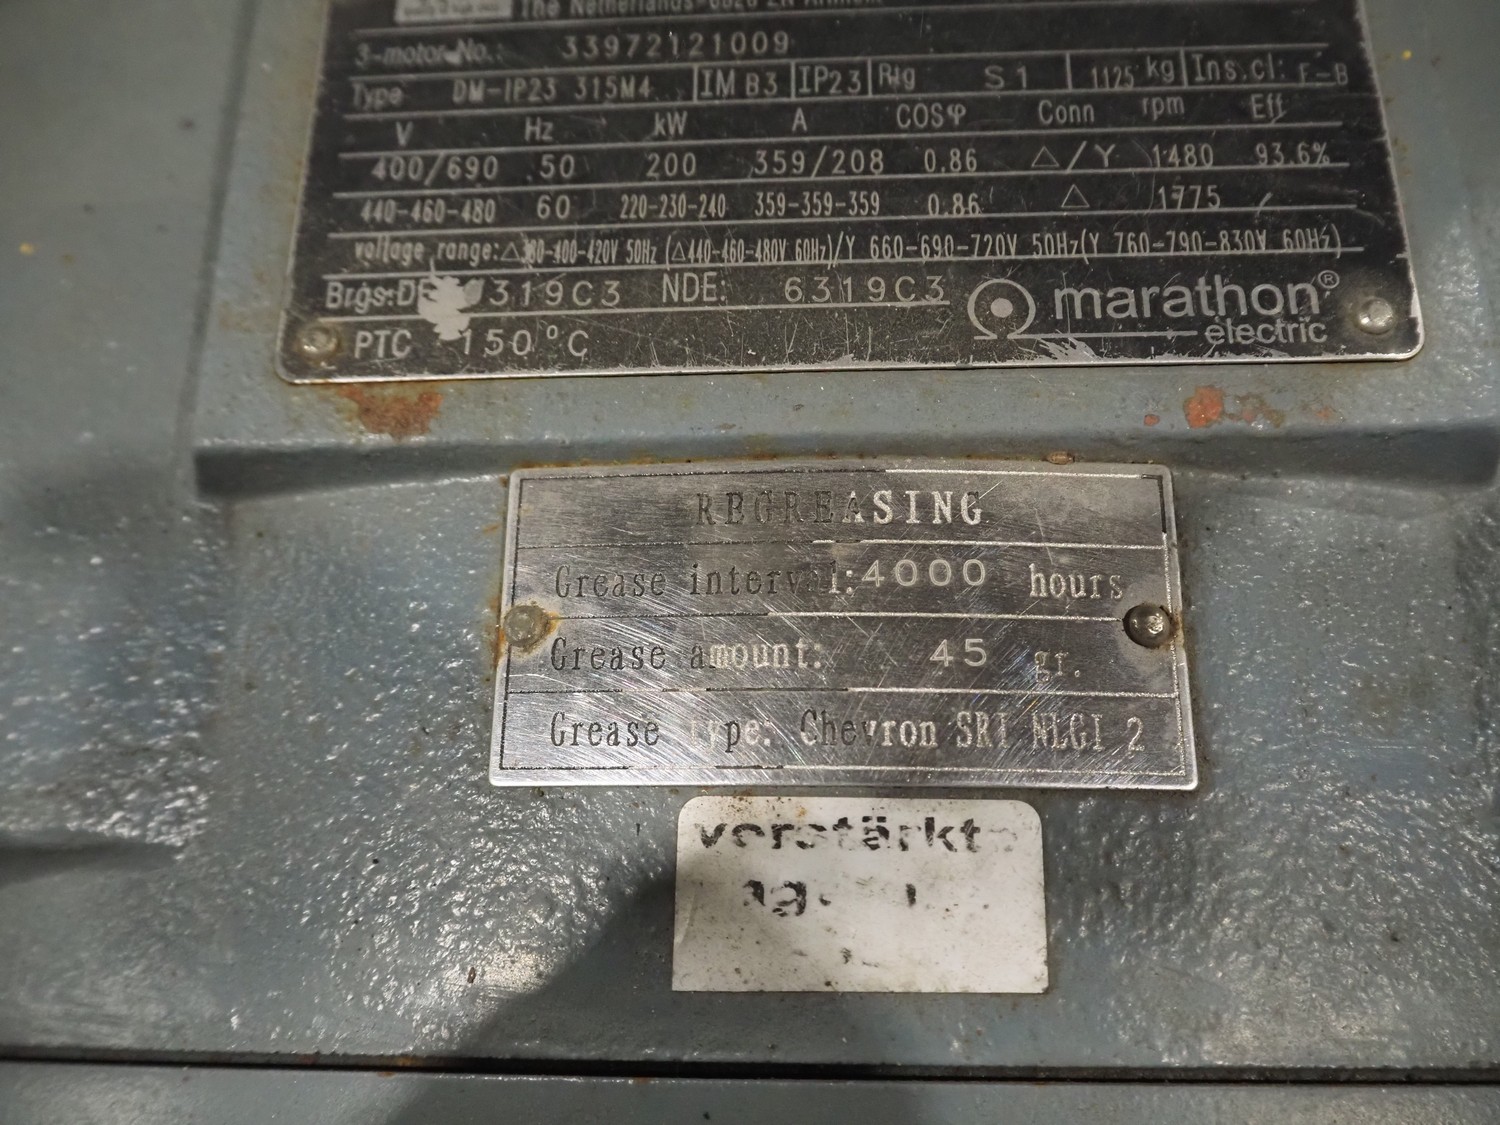 The Netherlands-6826 ZN Arnhem
3-motor No.: 33972121009
Type DM-IP23 315M4 IM B3 IP23 Rtg S1 1125 kg Ins.cl: F-B
V Hz kW A COSφ Conn rpm Eff
400/690 50 200 359/208 0.86 △/Y 1480 93.6%
440-460-480 60 220-230-240 359-359-359 0.86 △ 1775 /
voltage range:△380-400-420V 50Hz (△440-460-480V 60Hz)/Y 660-690-720V 50Hz(Y 760-790-830V 60Hz)
Brgs:DE 319C3 NDE: 6319C3
marathon®
electric
PTC 150°C
REGREASING
Grease interval:4000 hours
Grease amount: 45 gr.
Grease type: Chevron SRI NLGI 2
verstärkte